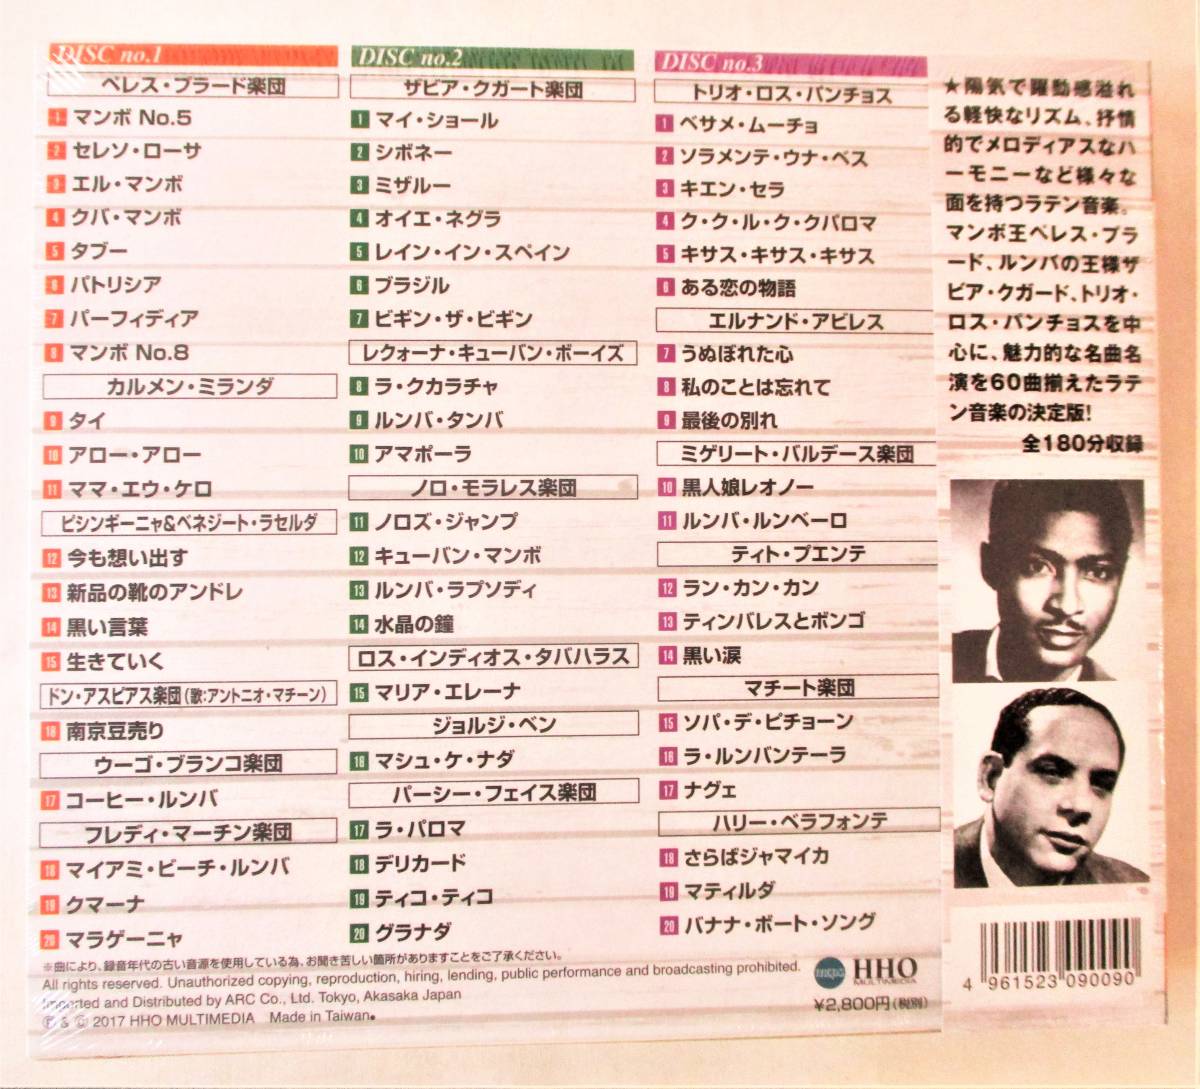 DISC no.1
ペレス・プラード楽団
1 マンボ No.5
2 セレソ・ローサ
3 エル・マンボ
4 クバ・マンボ
5 タブー
6 パトリシア
7 パーフィディア
8 マンボ No.8
カルメン・ミランダ
9 タイ
10 アロー・アロー
11 ママ・エウ・ケロ
ピシンギーニャ&ベネジート・ラセルダ
12 今も想い出す
13 新品の靴のアンドレ
14 黒い言葉
15 生きていく
ドン・アスピアス楽団(歌:アントニオ・マチーン)
16 南京豆売り
ウーゴ・ブランコ楽団
17 コーヒー・ルンバ
フレディ・マーチン楽団
18 マイアミ・ビーチ・ルンバ
19 クマーナ
20 マラゲーニャ
DISC no.2
ザビア・クガート楽団
1 マイ・ショール
2 シボネー
3 ミザルー
4 オイエ・ネグラ
5 レイン・イン・スペイン
6 ブラジル
7 ビギン・ザ・ビギン
レクォーナ・キューバン・ボーイズ
8 ラ・クカラチャ
9 ルンバ・タンバ
10 アマポーラ
ノロ・モラレス楽団
11 ノロズ・ジャンプ
12 キューバン・マンボ
13 ルンバ・ラプソディ
14 水晶の鐘
ロス・インディオス・タバハラス
15 マリア・エレーナ
ジョルジ・ベン
16 マシュ・ケ・ナダ
パーシー・フェイス楽団
17 ラ・パロマ
18 デリカード
19 ティコ・ティコ
20 グラナダ
DISC no.3
トリオ・ロス・パンチョス
1 ベサメ・ムーチョ
2 ソラメンテ・ウナ・ベス
3 キエン・セラ
4 ク・ク・ル・ク・クパロマ
5 キサス・キサス・キサス
6 ある恋の物語
エルナンド・アビレス
7 うぬぼれた心
8 私のことは忘れて
9 最後の別れ
ミゲリート・バルデース楽団
10 黒人娘レオノー
11 ルンバ・ルンベーロ
ティト・プエンテ
12 ラン・カン・カン
13 ティンバレスとボンゴ
14 黒い涙
マチート楽団
15 ソパ・デ・ピチョーン
16 ラ・ルンバンテーラ
17 ナグェ
ハリー・ベラフォンテ
18 さらばジャマイカ
19 マティルダ
20 バナナ・ボート・ソング
★陽気で躍動感溢れ
る軽快なリズム、抒情
的でメロディアスなハ
ーモニーなど様々な
面を持つラテン音楽。
マンボ王ペレス・プラ
ード、ルンバの王様ザ
ビア・クガード、トリオ・
ロス・パンチョスを中
心に、魅力的な名曲名
演を60曲揃えたラテ
ン音楽の決定版!
全180分収録
※曲により、録音年代の古い音源を使用している為、お聞き苦しい箇所がありますことをご了承ください。
All rights reserved. Unauthorized copying, reproduction, hiring, lending, public performance and broadcasting prohibited.
Imported and Distributed by ARC Co., Ltd. Tokyo, Akasaka Japan
Ⓟ & © 2017 HHO MULTIMEDIA Made in Taiwan.
mcps HHO
MULTIMEDIA
¥2,800円(税別)
4 961523 090090